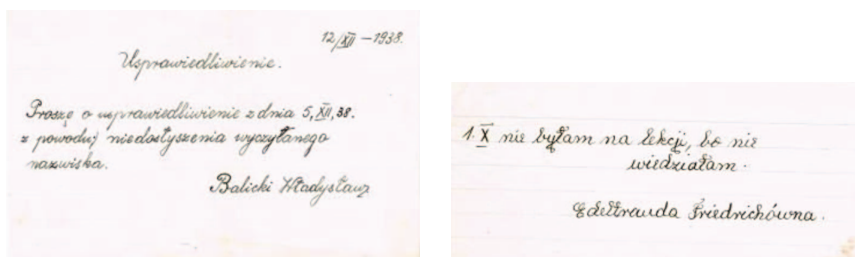 12/XII – 1938.
Usprawiedliwienie.
Proszę o usprawiedliwienie z dnia 5, XII, 38.
z powodu niedosłyszenia wyczytanego
nazwiska.
Balicki Władysław
1. X nie byłam na lekcji, bo nie
wiedziałam.
Edeltrauda Friedrichówna.